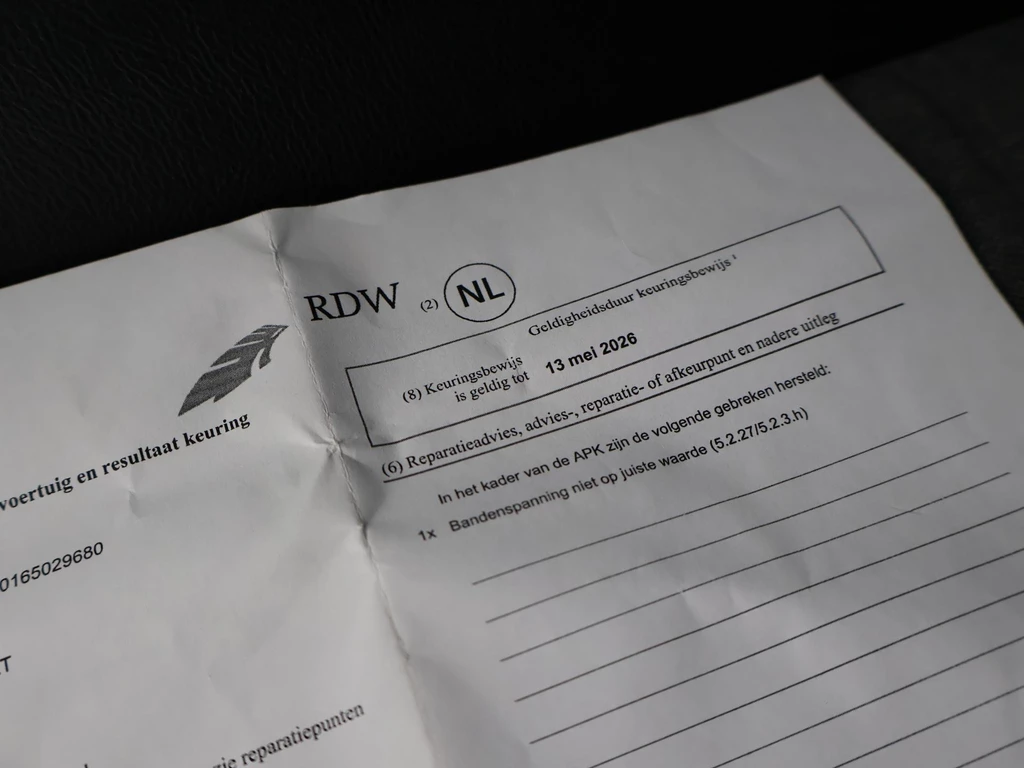 RDW (2) NL
Geldigheidsduur keuringsbewijs ¹
(8) Keuringsbewijs
is geldig tot 13 mei 2026
(6) Reparatieadvies, advies-, reparatie- of afkeurpunt en nadere uitleg
In het kader van de APK zijn de volgende gebreken hersteld:
1x Bandenspanning niet op juiste waarde (5.2.27/5.2.3.h)
voertuig en resultaat keuring
0165029680
T
reparatiepunten